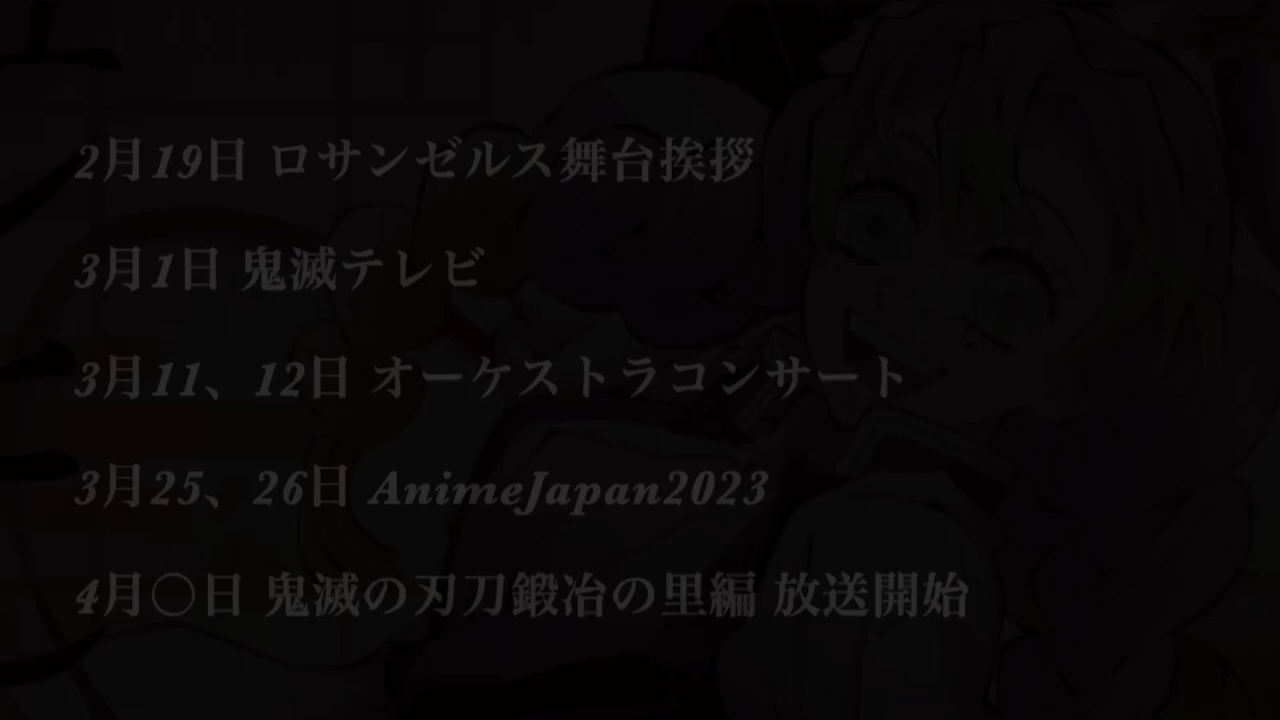 2月19日 ロサンゼルス舞台挨拶
3月1日 鬼滅テレビ
3月11、12日 オーケストラコンサート
3月25、26日 AnimeJapan2023
4月〇日 鬼滅の刃刀鍛冶の里編 放送開始